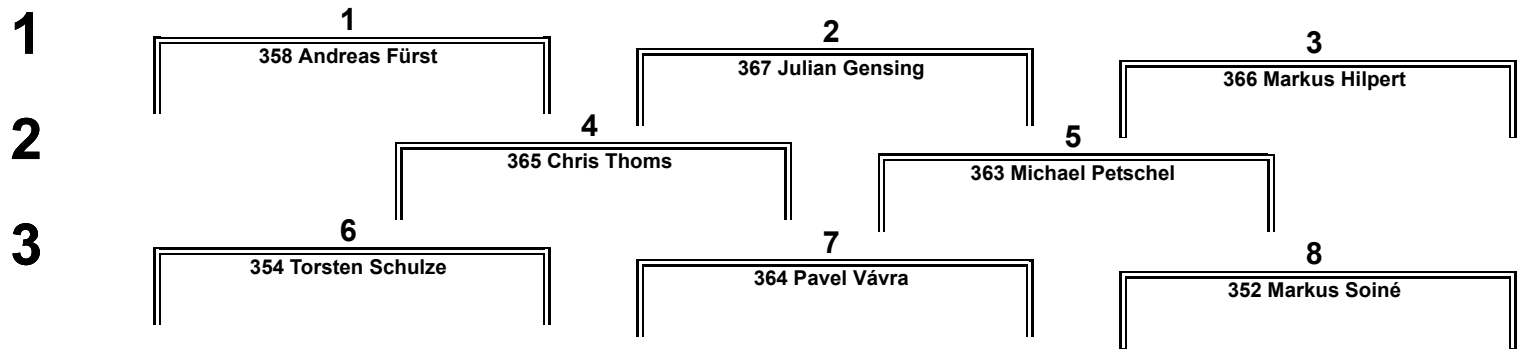 1
1
358 Andreas Fürst
2
367 Julian Gensing
3
366 Markus Hilpert
2
4
365 Chris Thoms
5
363 Michael Petschel
3
6
354 Torsten Schulze
7
364 Pavel Vávra
8
352 Markus Soiné